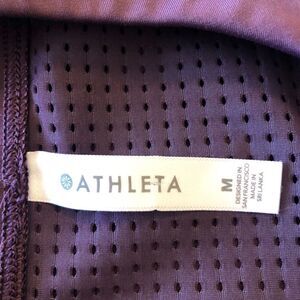 ATHLETA
M
DESIGNED IN
SAN FRANCISCO
MADE IN
SRI LANKA